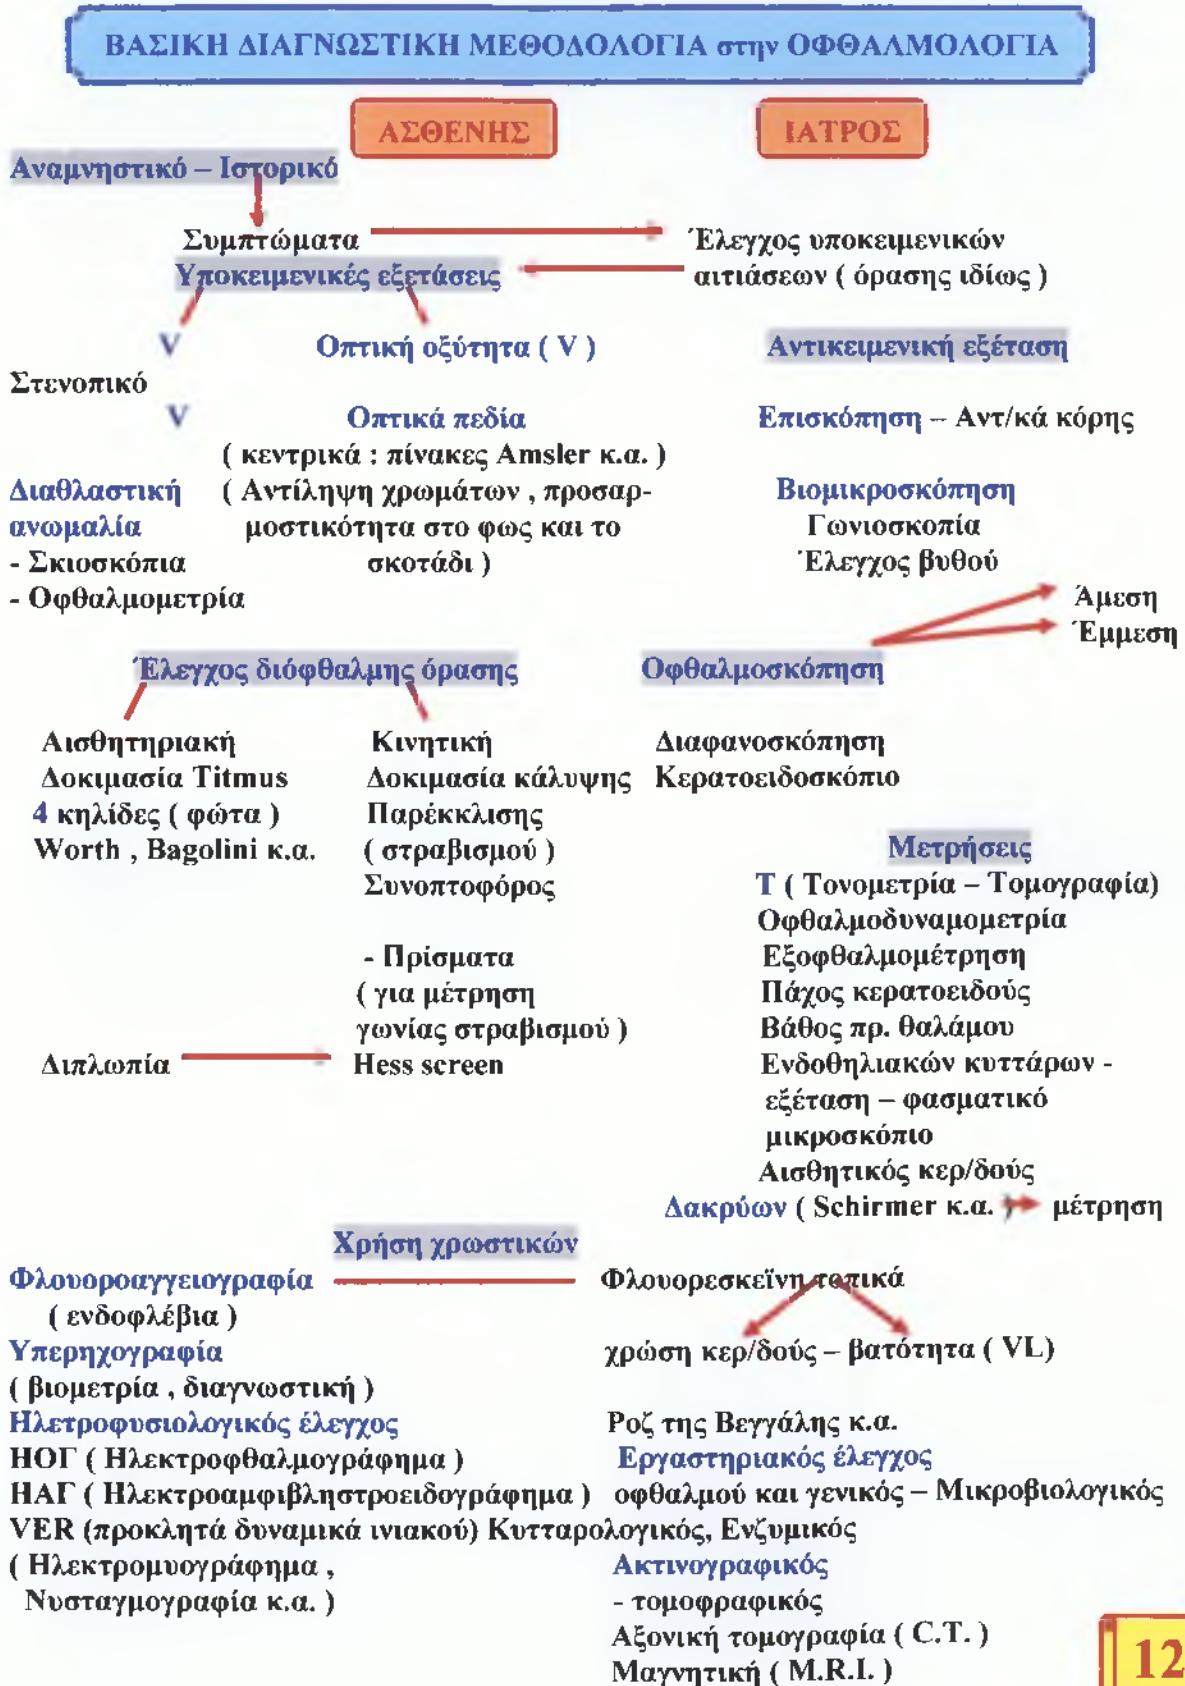 ΒΑΣΙΚΗ ΔΙΑΓΝΩΣΤΙΚΗ ΜΕΘΟΔΟΛΟΓΙΑ στην ΟΦΘΑΛΜΟΛΟΓΙΑ
ΑΣΘΕΝΗΣ
ΙΑΤΡΟΣ
Αναμνηστικό – Ιστορικό
Συμπτώματα
Έλεγχος υποκειμενικών
Υποκειμενικές εξετάσεις
αιτιάσεων ( όρασης ιδίως )
V
Οπτική οξύτητα ( V )
Αντικειμενική εξέταση
Στενοπικό
V
Οπτικά πεδία
Επισκόπηση – Αντ/κά κόρης
( κεντρικά : πίνακες Amsler κ.α. )
Διαθλαστική
( Αντίληψη χρωμάτων , προσαρ-
Βιομικροσκόπηση
ανωμαλία
μοστικότητα στο φως και το
Γωνιοσκοπία
- Σκιοσκόπια
σκοτάδι )
Έλεγχος βυθού
- Οφθαλμομετρία
Άμεση
Έμμεση
Έλεγχος διόφθαλμης όρασης
Οφθαλμοσκόπηση
Αισθητηριακή
Κινητική
Διαφανοσκόπηση
Δοκιμασία Titmus
Δοκιμασία κάλυψης
Κερατοειδοσκόπιο
4 κηλίδες ( φώτα )
Παρέκκλισης
Worth , Bagolini κ.α.
( στραβισμού )
Μετρήσεις
Συνοπτοφόρος
Τ ( Τονομετρία – Τομογραφία)
Οφθαλμοδυναμομετρία
- Πρίσματα
Εξοφθαλμομέτρηση
( για μέτρηση
Πάχος κερατοειδούς
γωνίας στραβισμού )
Βάθος πρ. θαλάμου
Διπλωπία
Hess screen
Ενδοθηλιακών κυττάρων -
εξέταση – φασματικό
μικροσκόπιο
Αισθητικός κερ/δούς
Δακρύων ( Schirmer κ.α. )
μέτρηση
Χρήση χρωστικών
Φλουοροαγγειογραφία
Φλουορεσκεϊνη τοπικά
( ενδοφλέβια )
Υπερηχογραφία
χρώση κερ/δούς – βατότητα ( VL)
( βιομετρία , διαγνωστική )
Ηλετροφυσιολογικός έλεγχος
Ροζ της Βεγγάλης κ.α.
ΗΟΓ ( Ηλεκτροφθαλμογράφημα )
Εργαστηριακός έλεγχος
ΗΑΓ ( Ηλεκτροαμφιβληστροειδογράφημα )
οφθαλμού και γενικός – Μικροβιολογικός
VER (προκλητά δυναμικά ινιακού) Κυτταρολογικός, Ενζυμικός
( Ηλεκτρομυογράφημα ,
Ακτινογραφικός
Νυσταγμογραφία κ.α. )
- τομοφραφικός
Αξονική τομογραφία ( C.T. )
Μαγνητική ( M.R.I. )
12